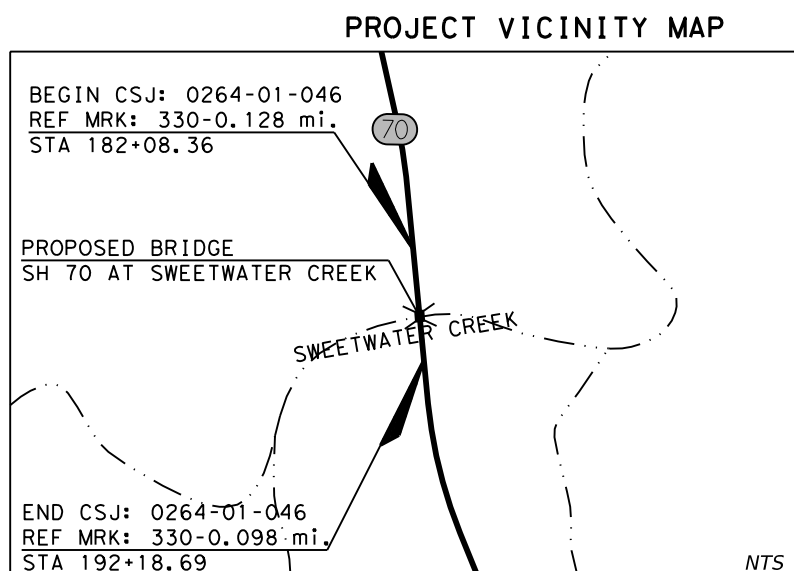 PROJECT VICINITY MAP
BEGIN CSJ: 0264-01-046
REF MRK: 330-0.128 mi.
STA 182+08.36
70
PROPOSED BRIDGE
SH 70 AT SWEETWATER CREEK
SWEETWATER CREEK
END CSJ: 0264-01-046
REF MRK: 330-0.098 mi.
STA 192+18.69
NTS